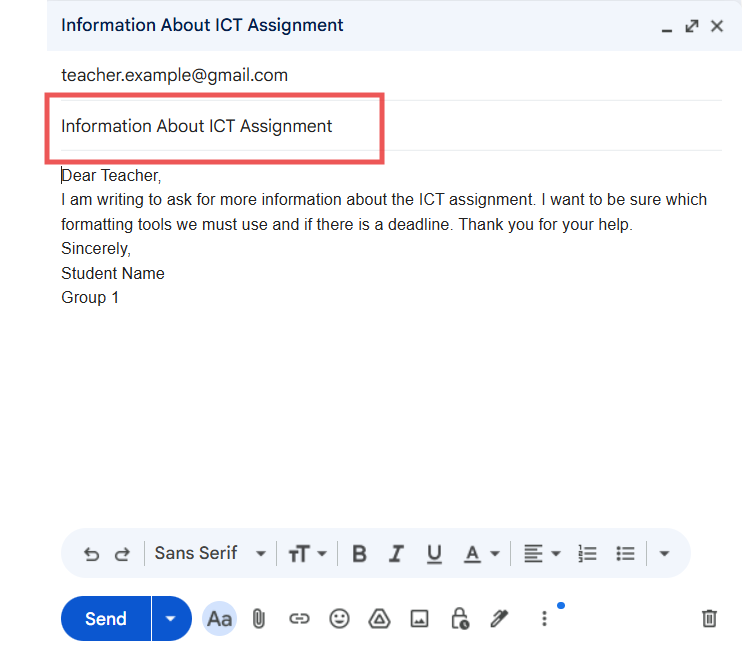 Information About ICT Assignment
teacher.example@gmail.com
Information About ICT Assignment
Dear Teacher,
I am writing to ask for more information about the ICT assignment. I want to be sure which
formatting tools we must use and if there is a deadline. Thank you for your help.
Sincerely,
Student Name
Group 1
Sans Serif TT B I U A
Send Aa